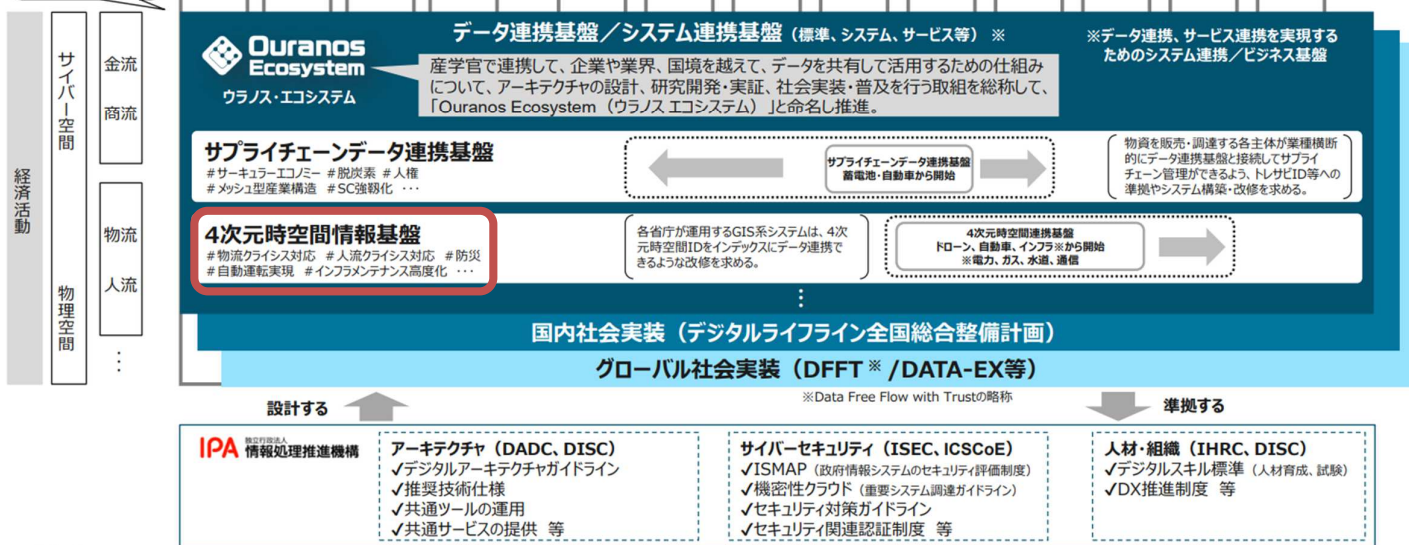 経済活動
サイバー空間
物理空間
金流
商流
物流
人流
⋮
Ouranos
Ecosystem
ウラノス・エコシステム
データ連携基盤／システム連携基盤（標準、システム、サービス等）※
※データ連携、サービス連携を実現する
ためのシステム連携／ビジネス基盤
産学官で連携して、企業や業界、国境を越えて、データを共有して活用するための仕組み
について、アーキテクチャの設計、研究開発・実証、社会実装・普及を行う取組を総称して、
「Ouranos Ecosystem（ウラノス エコシステム）」と命名し推進。
サプライチェーンデータ連携基盤
#サーキュラーエコノミー #脱炭素 #人権
#メッシュ型産業構造 #SC強靱化 ･･･
サプライチェーンデータ連携基盤
蓄電池・自動車から開始
物資を販売・調達する各主体が業種横断
的にデータ連携基盤と接続してサプライ
チェーン管理ができるよう、トレサビID等への
準拠やシステム構築・改修を求める。
4次元時空間情報基盤
#物流クライシス対応 #人流クライシス対応 #防災
#自動運転実現 #インフラメンテナンス高度化 ･･･
各省庁が運用するGIS系システムは、4次
元時空間IDをインデックスにデータ連携で
きるような改修を求める。
4次元時空間連携基盤
ドローン、自動車、インフラ※から開始
※電力、ガス、水道、通信
⋮
国内社会実装（デジタルライフライン全国総合整備計画）
グローバル社会実装（DFFT※/DATA-EX等）
※Data Free Flow with Trustの略称
設計する
準拠する
IPA 独立行政法人 情報処理推進機構
アーキテクチャ（DADC、DISC）
✓デジタルアーキテクチャガイドライン
✓推奨技術仕様
✓共通ツールの運用
✓共通サービスの提供 等
サイバーセキュリティ（ISEC、ICSCoE）
✓ISMAP（政府情報システムのセキュリティ評価制度）
✓機密性クラウド（重要システム調達ガイドライン）
✓セキュリティ対策ガイドライン
✓セキュリティ関連認証制度 等
人材・組織（IHRC、DISC）
✓デジタルスキル標準（人材育成、試験）
✓DX推進制度 等